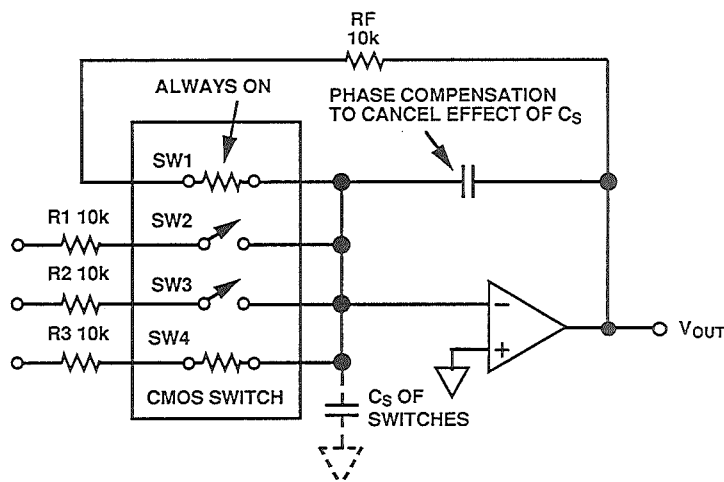 RF
10k
ALWAYS ON
PHASE COMPENSATION
TO CANCEL EFFECT OF CS
SW1
R1 10k
SW2
R2 10k
SW3
R3 10k
SW4
CMOS SWITCH
−
+
VOUT
CS OF
SWITCHES